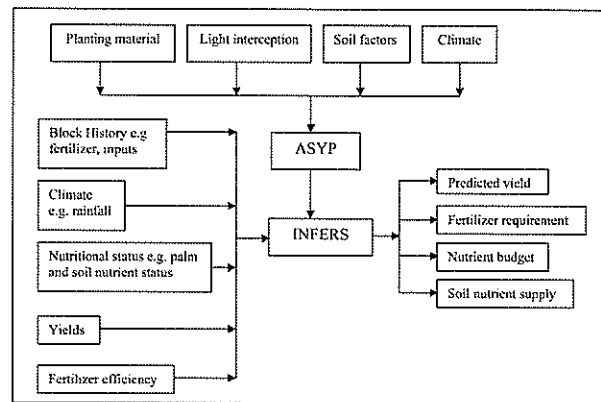 Planting material
Light interception
Soil factors
Climate
Block History e.g
fertilizer, inputs
ASYP
Climate
e.g. rainfall
Predicted yield
Fertilizer requirement
INFERS
Nutritional status e.g. palm
and soil nutrient status
Nutrient budget
Soil nutrient supply
Yields
Fertilizer efficiency